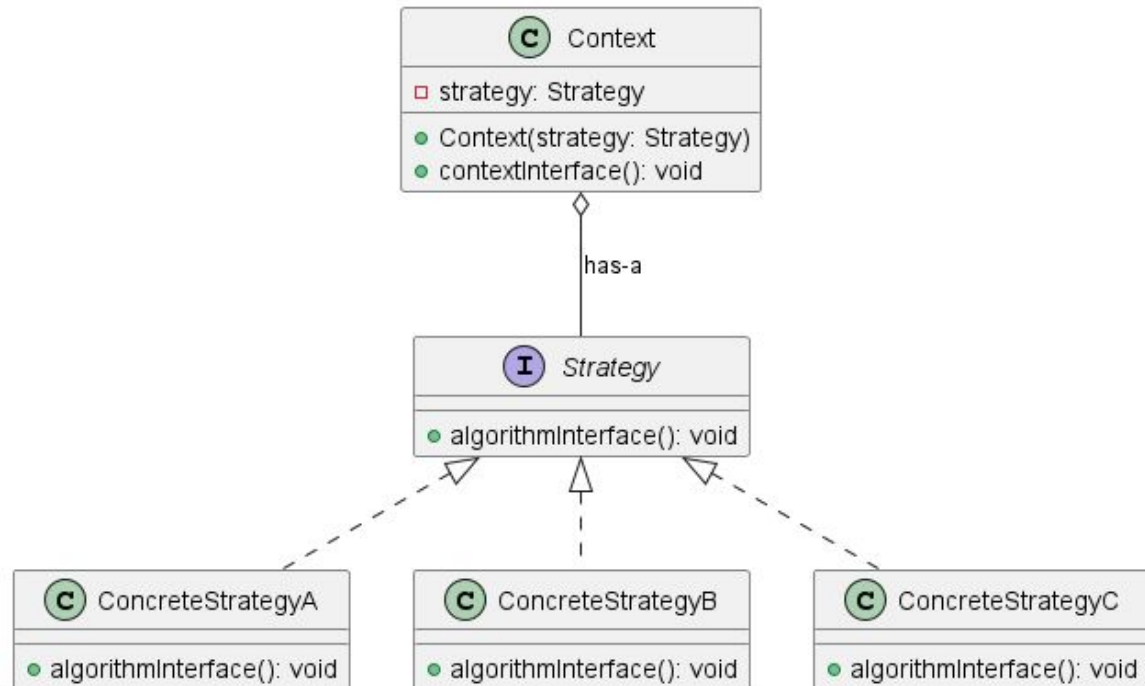 C Context
strategy: Strategy
Context(strategy: Strategy)
contextInterface(): void
has-a
I Strategy
algorithmInterface(): void
C ConcreteStrategyA
algorithmInterface(): void
C ConcreteStrategyB
algorithmInterface(): void
C ConcreteStrategyC
algorithmInterface(): void